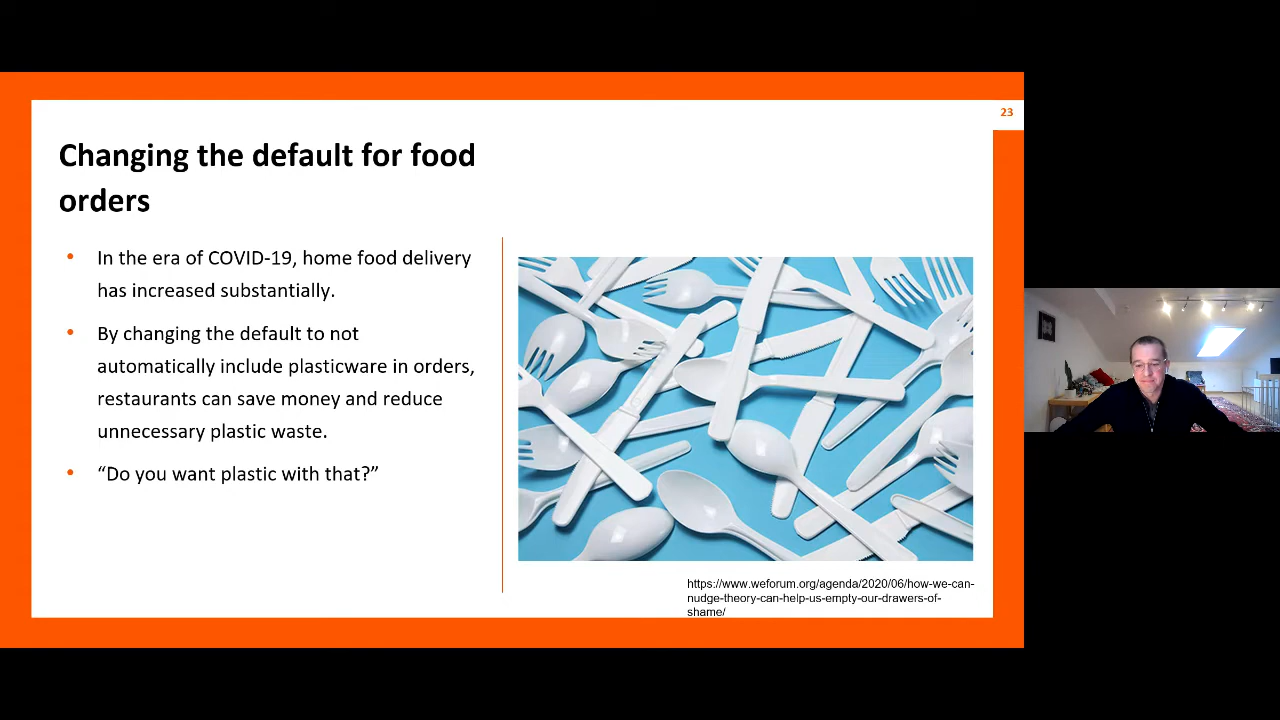 23
Changing the default for food
orders
• In the era of COVID-19, home food delivery
has increased substantially.
• By changing the default to not
automatically include plasticware in orders,
restaurants can save money and reduce
unnecessary plastic waste.
• “Do you want plastic with that?”
https://www.weforum.org/agenda/2020/06/how-we-can-
nudge-theory-can-help-us-empty-our-drawers-of-
shame/